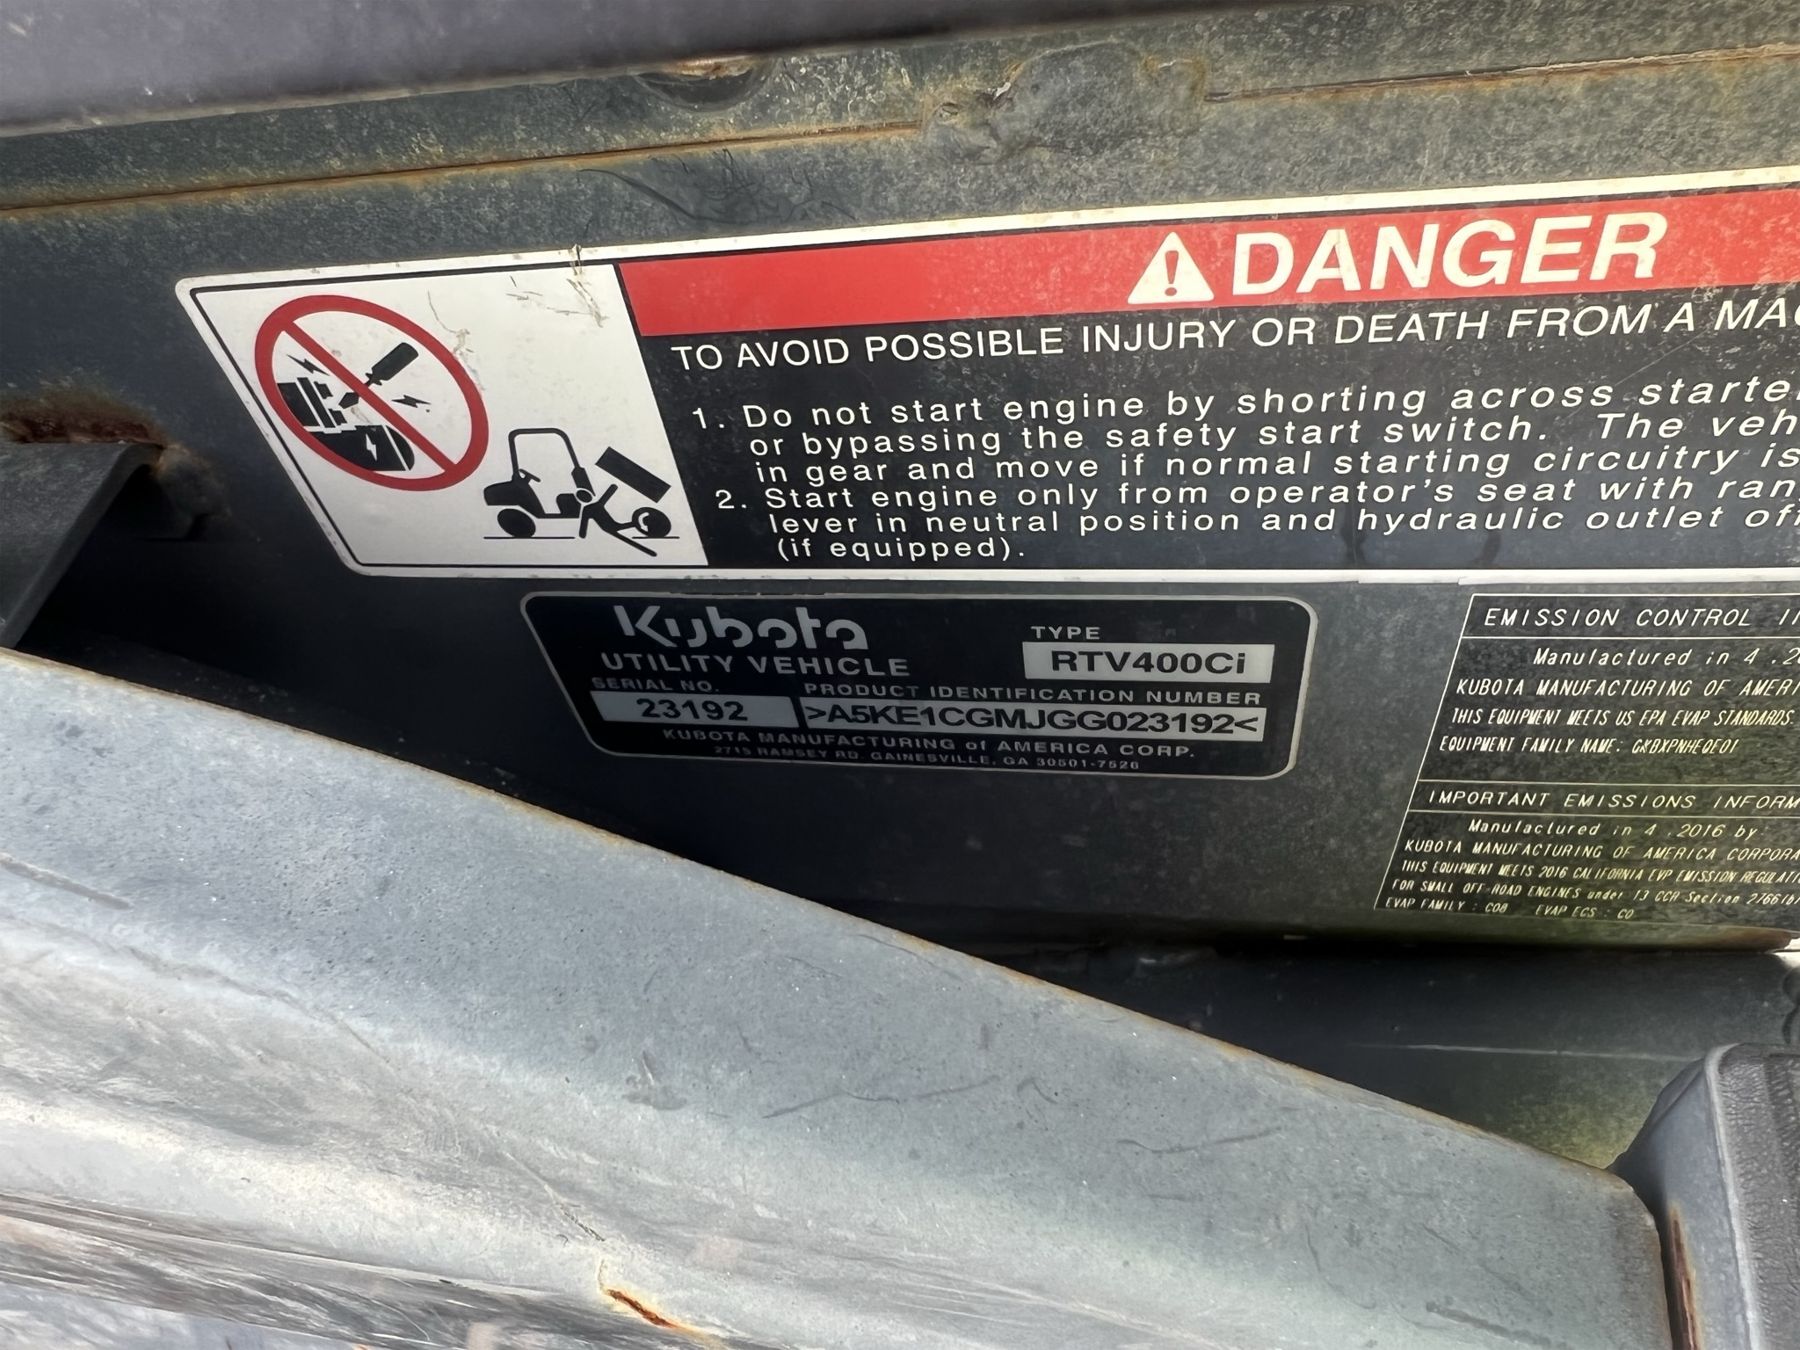 DANGER
TO AVOID POSSIBLE INJURY OR DEATH FROM A MAC
1. Do not start engine by shorting across starte
or bypassing the safety start switch. The veh
in gear and move if normal starting circuitry is
2. Start engine only from operator's seat with ran
lever in neutral position and hydraulic outlet off
(if equipped).
Kubota
UTILITY VEHICLE
TYPE
RTV400Ci
SERIAL NO.
PRODUCT IDENTIFICATION NUMBER
23192
>A5KE1CGMJGG023192<
KUBOTA MANUFACTURING of AMERICA CORP.
2715 RAMSEY RD. GAINESVILLE, GA 30501-7526
EMISSION CONTROL I
Manufactured in 4 .2
KUBOTA MANUFACTURING OF AMERI
THIS EQUIPMENT MEETS US EPA EVAP STANDARDS.
EQUIPMENT FAMILY NAME:
IMPORTANT EMISSIONS INFORM
Manufactured in 4 .2016 by:
KUBOTA MANUFACTURING OF AMERICA CORPORA
THIS EQUIPMENT MEETS 2016 CALIFORNIA EVP EMISSION REGULATI
FOR SMALL OFF-ROAD ENGINES under 13 CCR Section
EVAP FAMILY : C08 EVAP ECS : CO